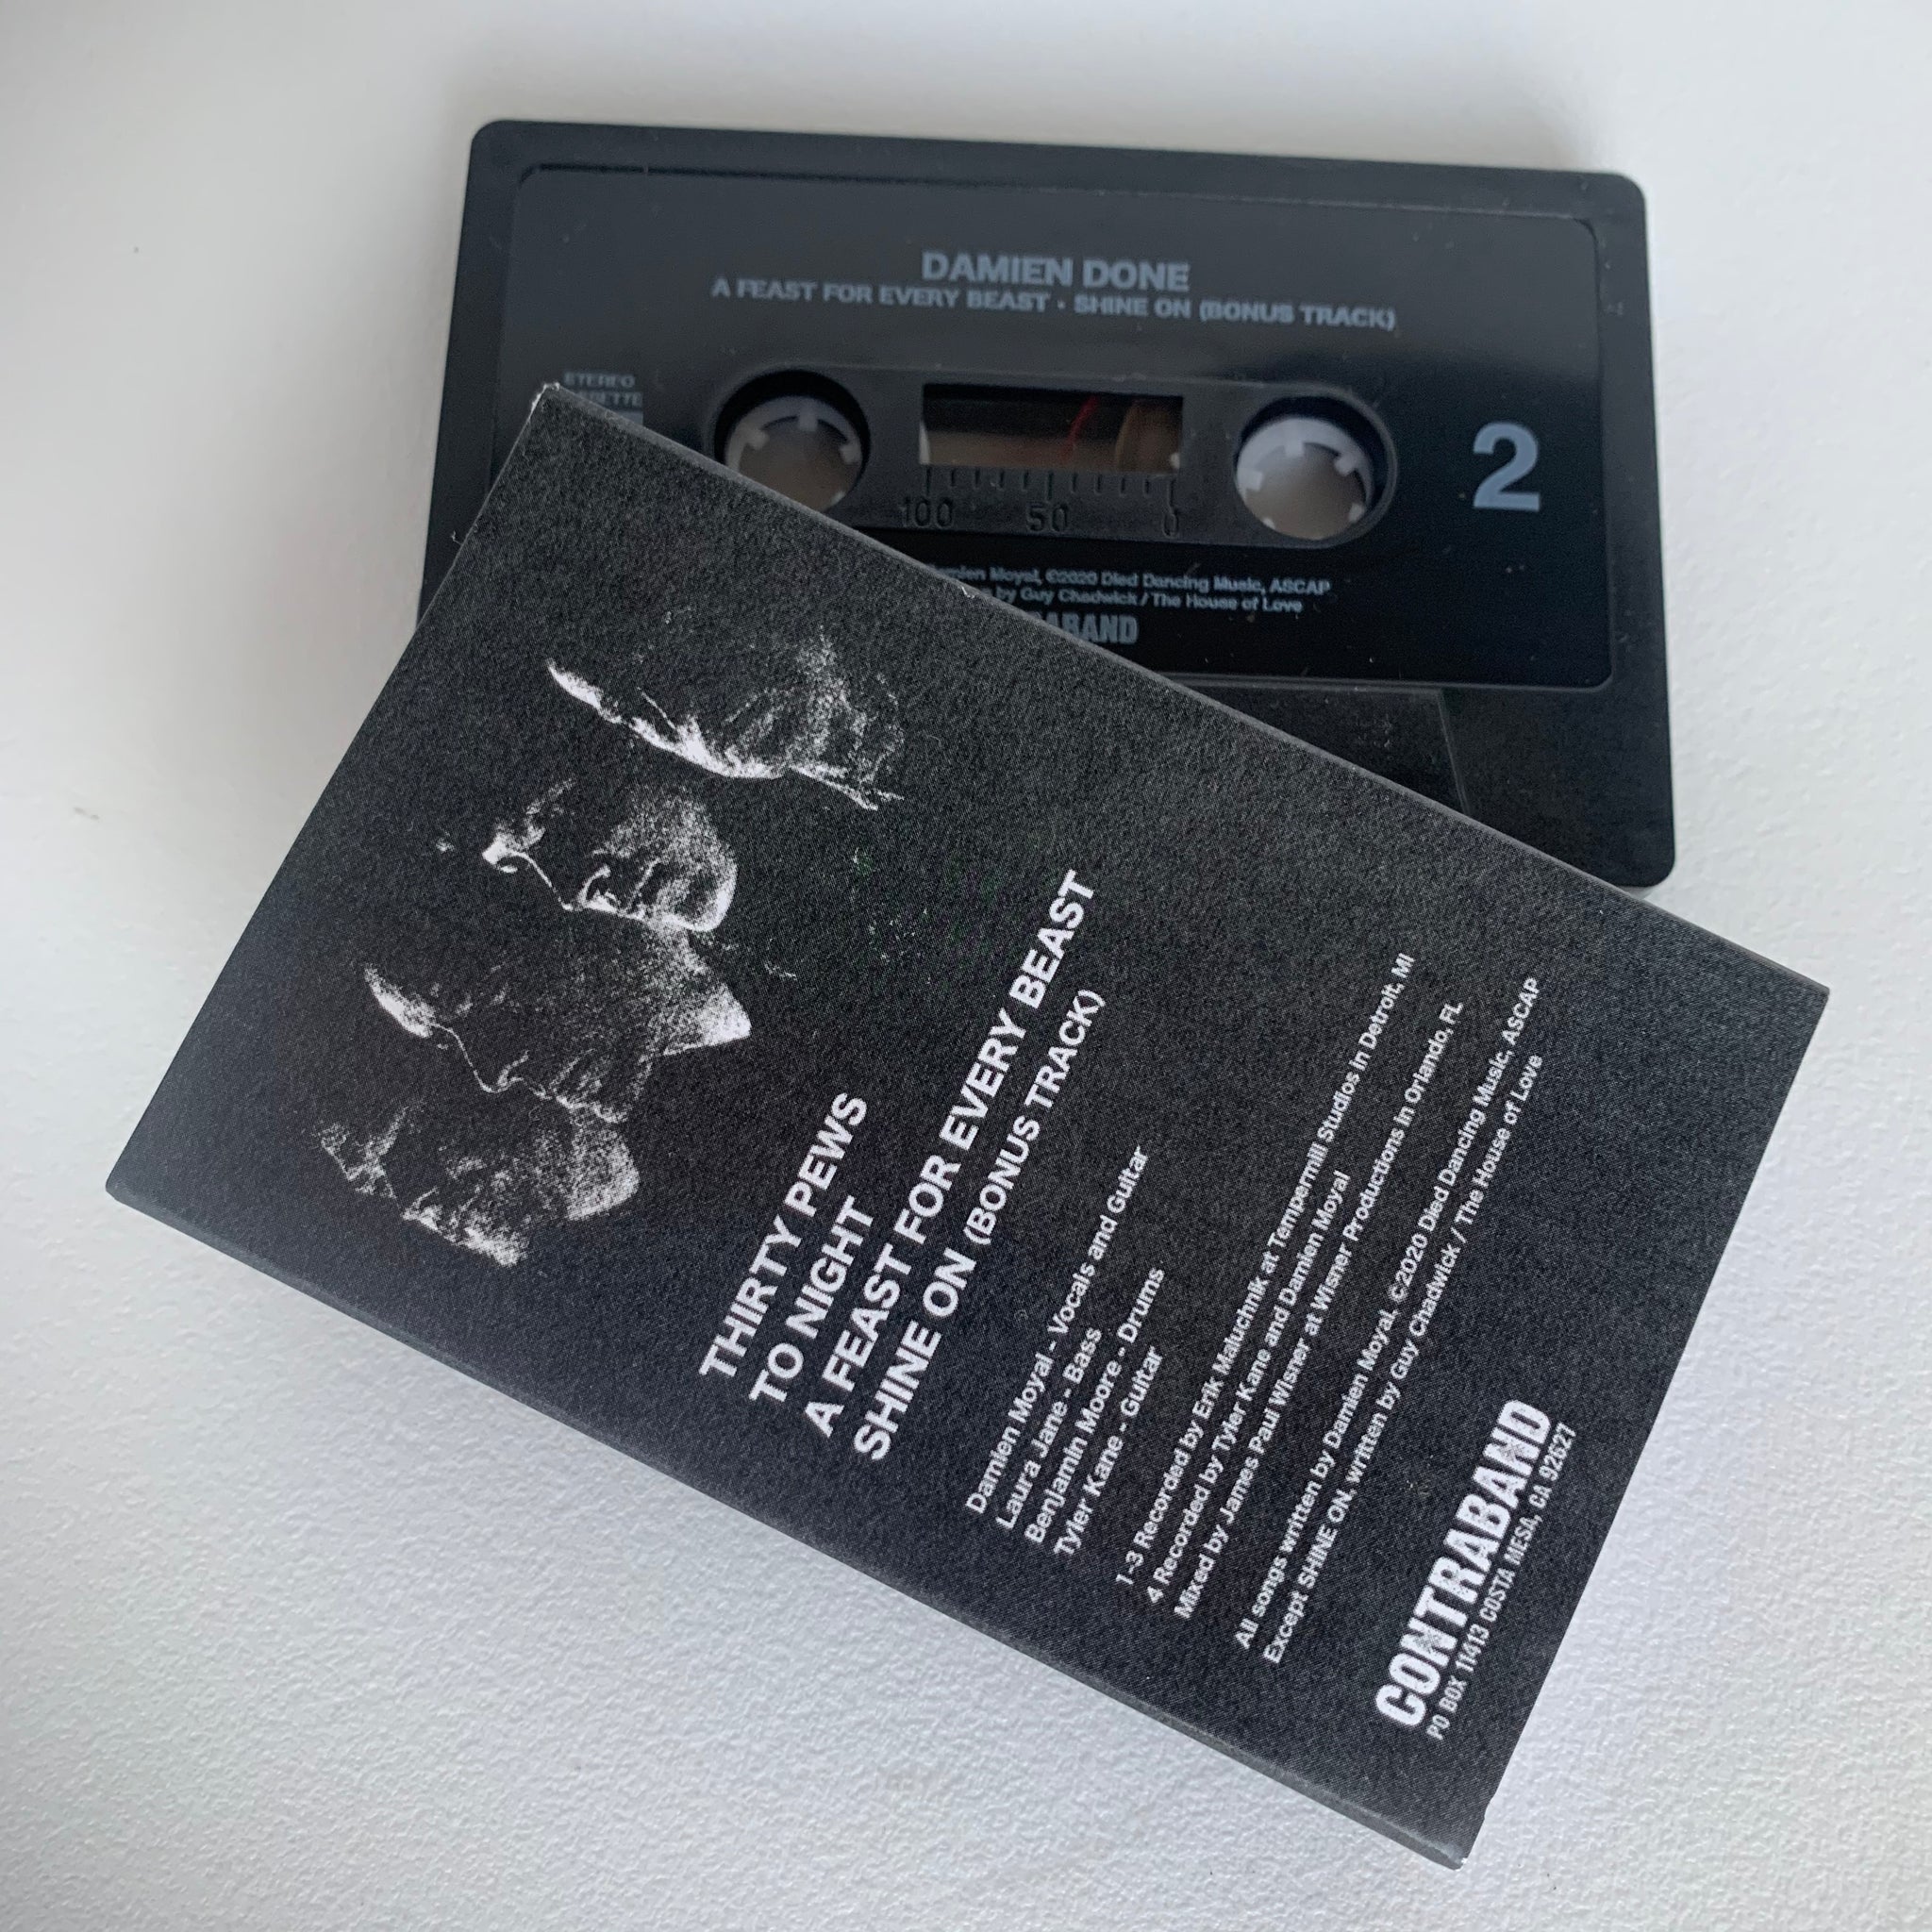 DAMIEN DONE
A FEAST FOR EVERY BEAST · SHINE ON (BONUS TRACK)
STEREO
2
100 50 0
Moyal, ©2020 Died Dancing Music, ASCAP
by Guy Chadwick / The House of Love
THIRTY PEWS
TO NIGHT
A FEAST FOR EVERY BEAST
SHINE ON (BONUS TRACK)
Damien Moyal - Vocals and Guitar
Laura Jane - Bass
Benjamin Moore - Drums
Tyler Kane - Guitar
1-3 Recorded by Erik Maluchnik at Tempermill Studios in Detroit, MI
4 Recorded by Tyler Kane and Damien Moyal
Mixed by James Paul Wisner at Wisner Productions in Orlando, FL
All songs written by Damien Moyal, ©2020 Died Dancing Music, ASCAP
Except SHINE ON, written by Guy Chadwick / The House of Love
CONTRABAND
PO BOX 11413 COSTA MESA, CA 92627